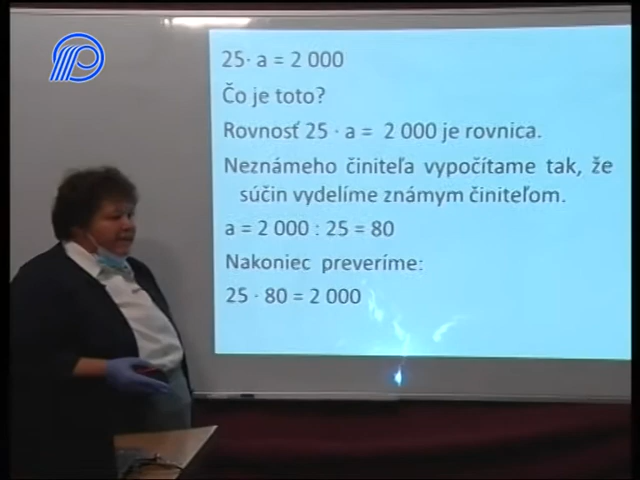 25· a = 2 000
Čo je toto?
Rovnosť 25 · a = 2 000 je rovnica.
Neznámeho činiteľa vypočítame tak, že
súčin vydelíme známym činiteľom.
a = 2 000 : 25 = 80
Nakoniec preveríme:
25 · 80 = 2 000